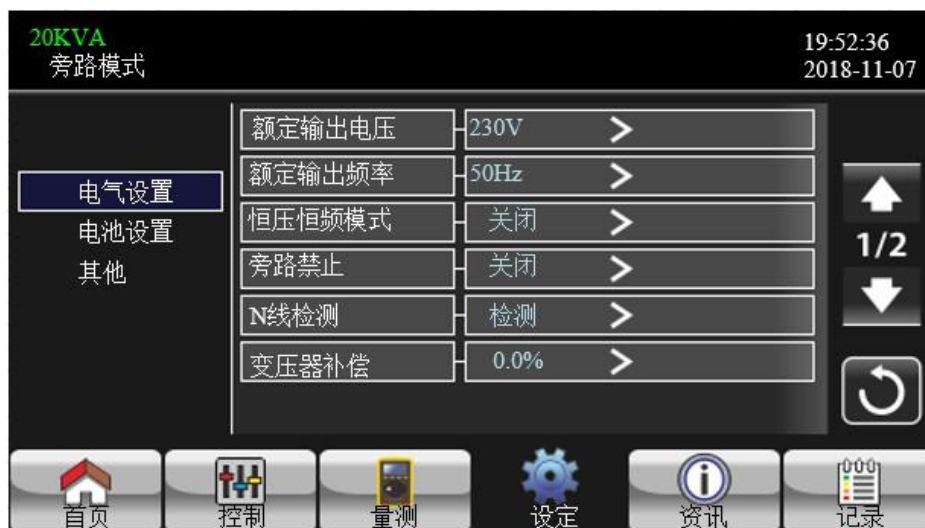 20KVA
旁路模式
19:52:36
2018-11-07
电气设置
电池设置
其他
额定输出电压 230V
额定输出频率 50Hz
恒压恒频模式 关闭
旁路禁止 关闭
N线检测 检测
变压器补偿 0.0%
1/2
首页 控制 量测 设定 资讯 记录